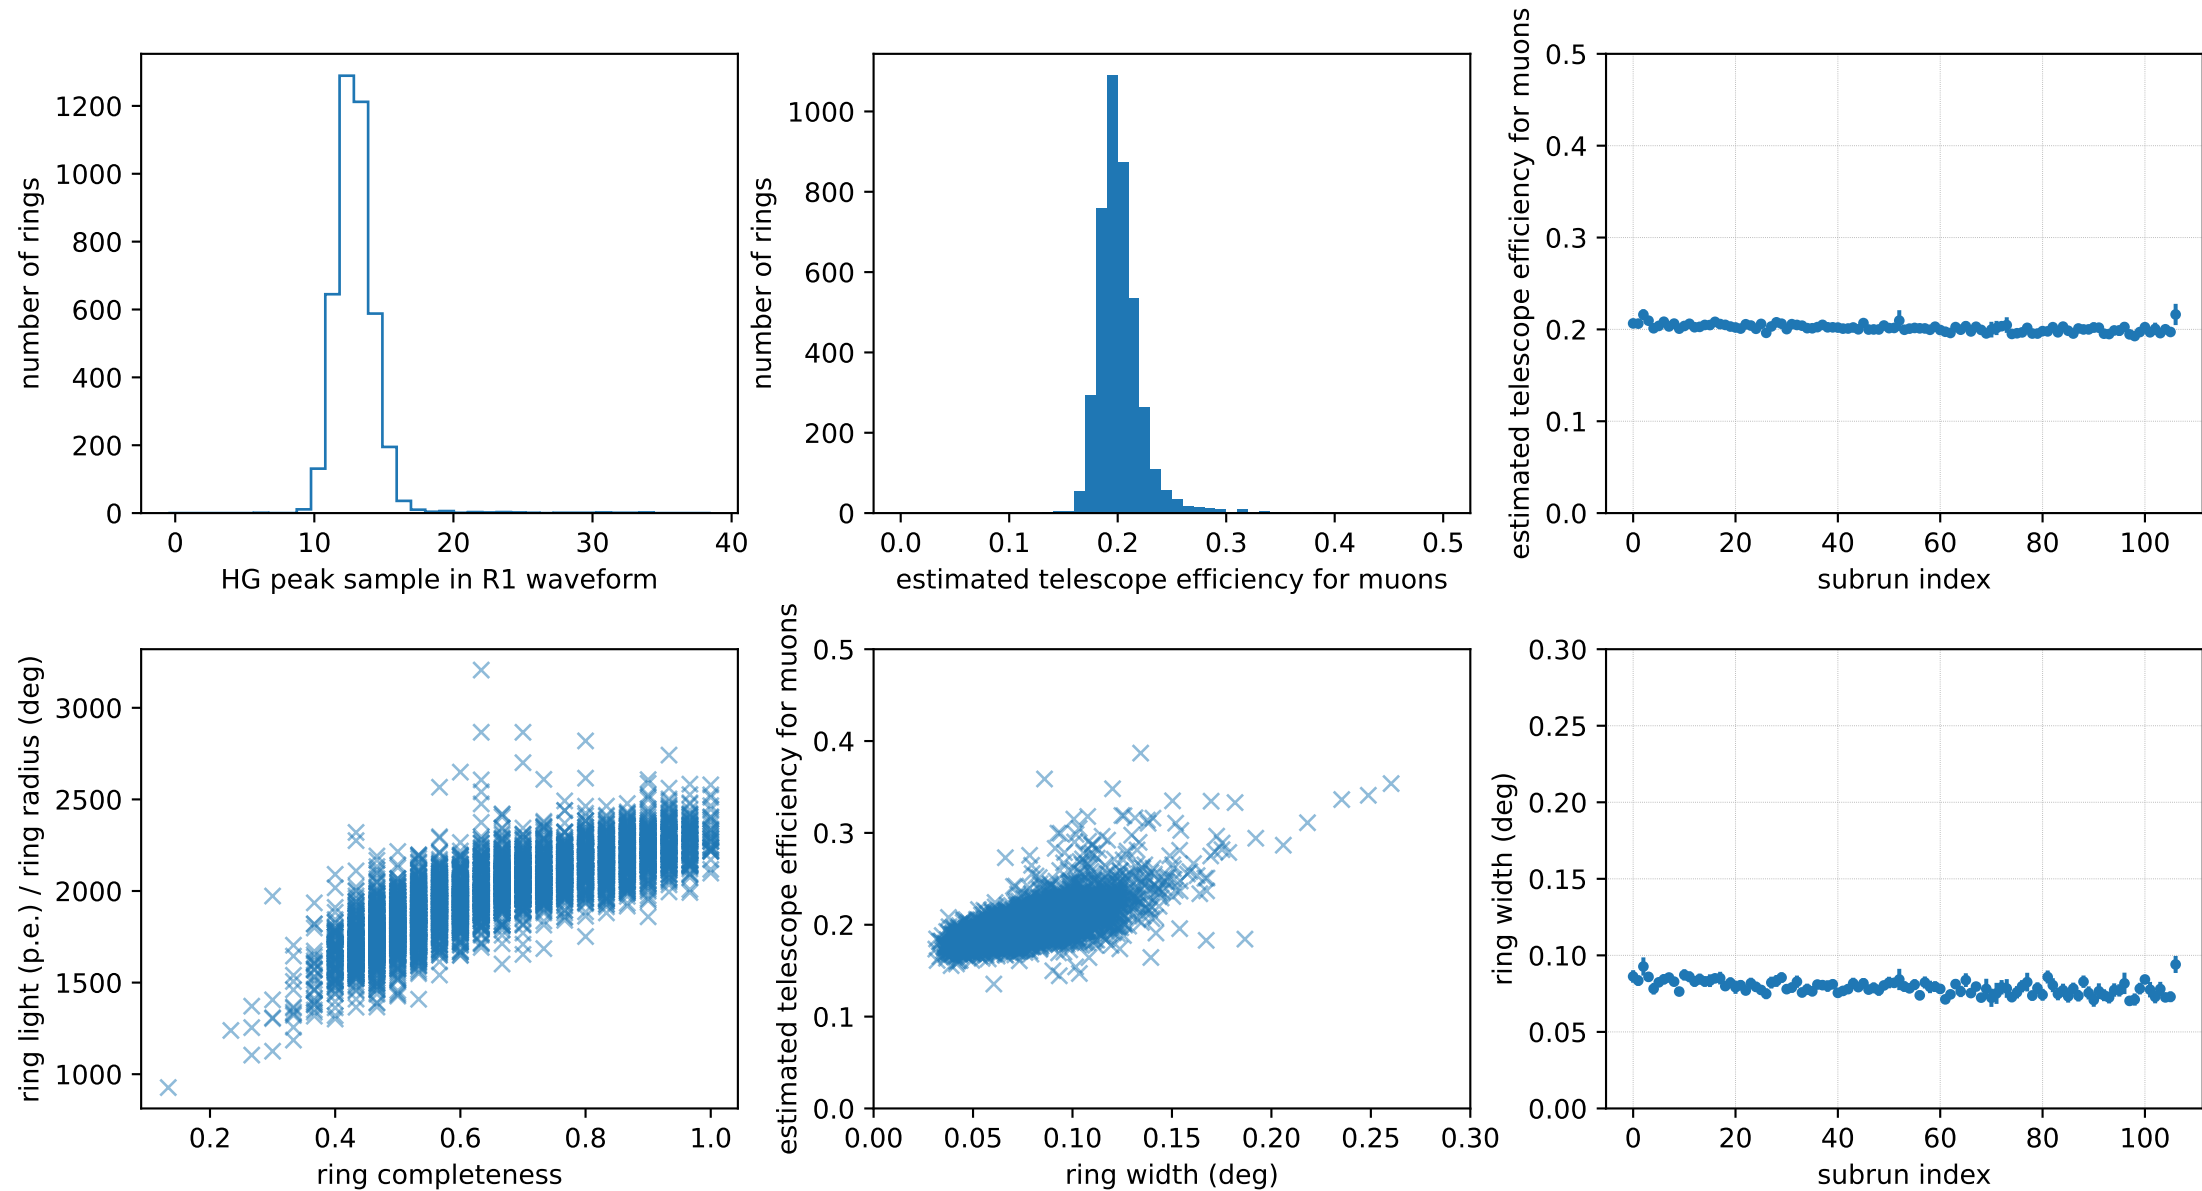 1200
1000
800
600
400
200
0
number of rings
0 10 20 30 40
HG peak sample in R1 waveform
1000
800
600
400
200
0
number of rings
0.0 0.1 0.2 0.3 0.4 0.5
estimated telescope efficiency for muons
0.5
0.4
0.3
0.2
0.1
0.0
estimated telescope efficiency for muons
0 20 40 60 80 100
subrun index
3000
2500
2000
1500
1000
ring light (p.e.) / ring radius (deg)
0.2 0.4 0.6 0.8 1.0
ring completeness
0.5
0.4
0.3
0.2
0.1
0.0
estimated telescope efficiency for muons
0.00 0.05 0.10 0.15 0.20 0.25 0.30
ring width (deg)
0.30
0.25
0.20
0.15
0.10
0.05
0.00
ring width (deg)
0 20 40 60 80 100
subrun index